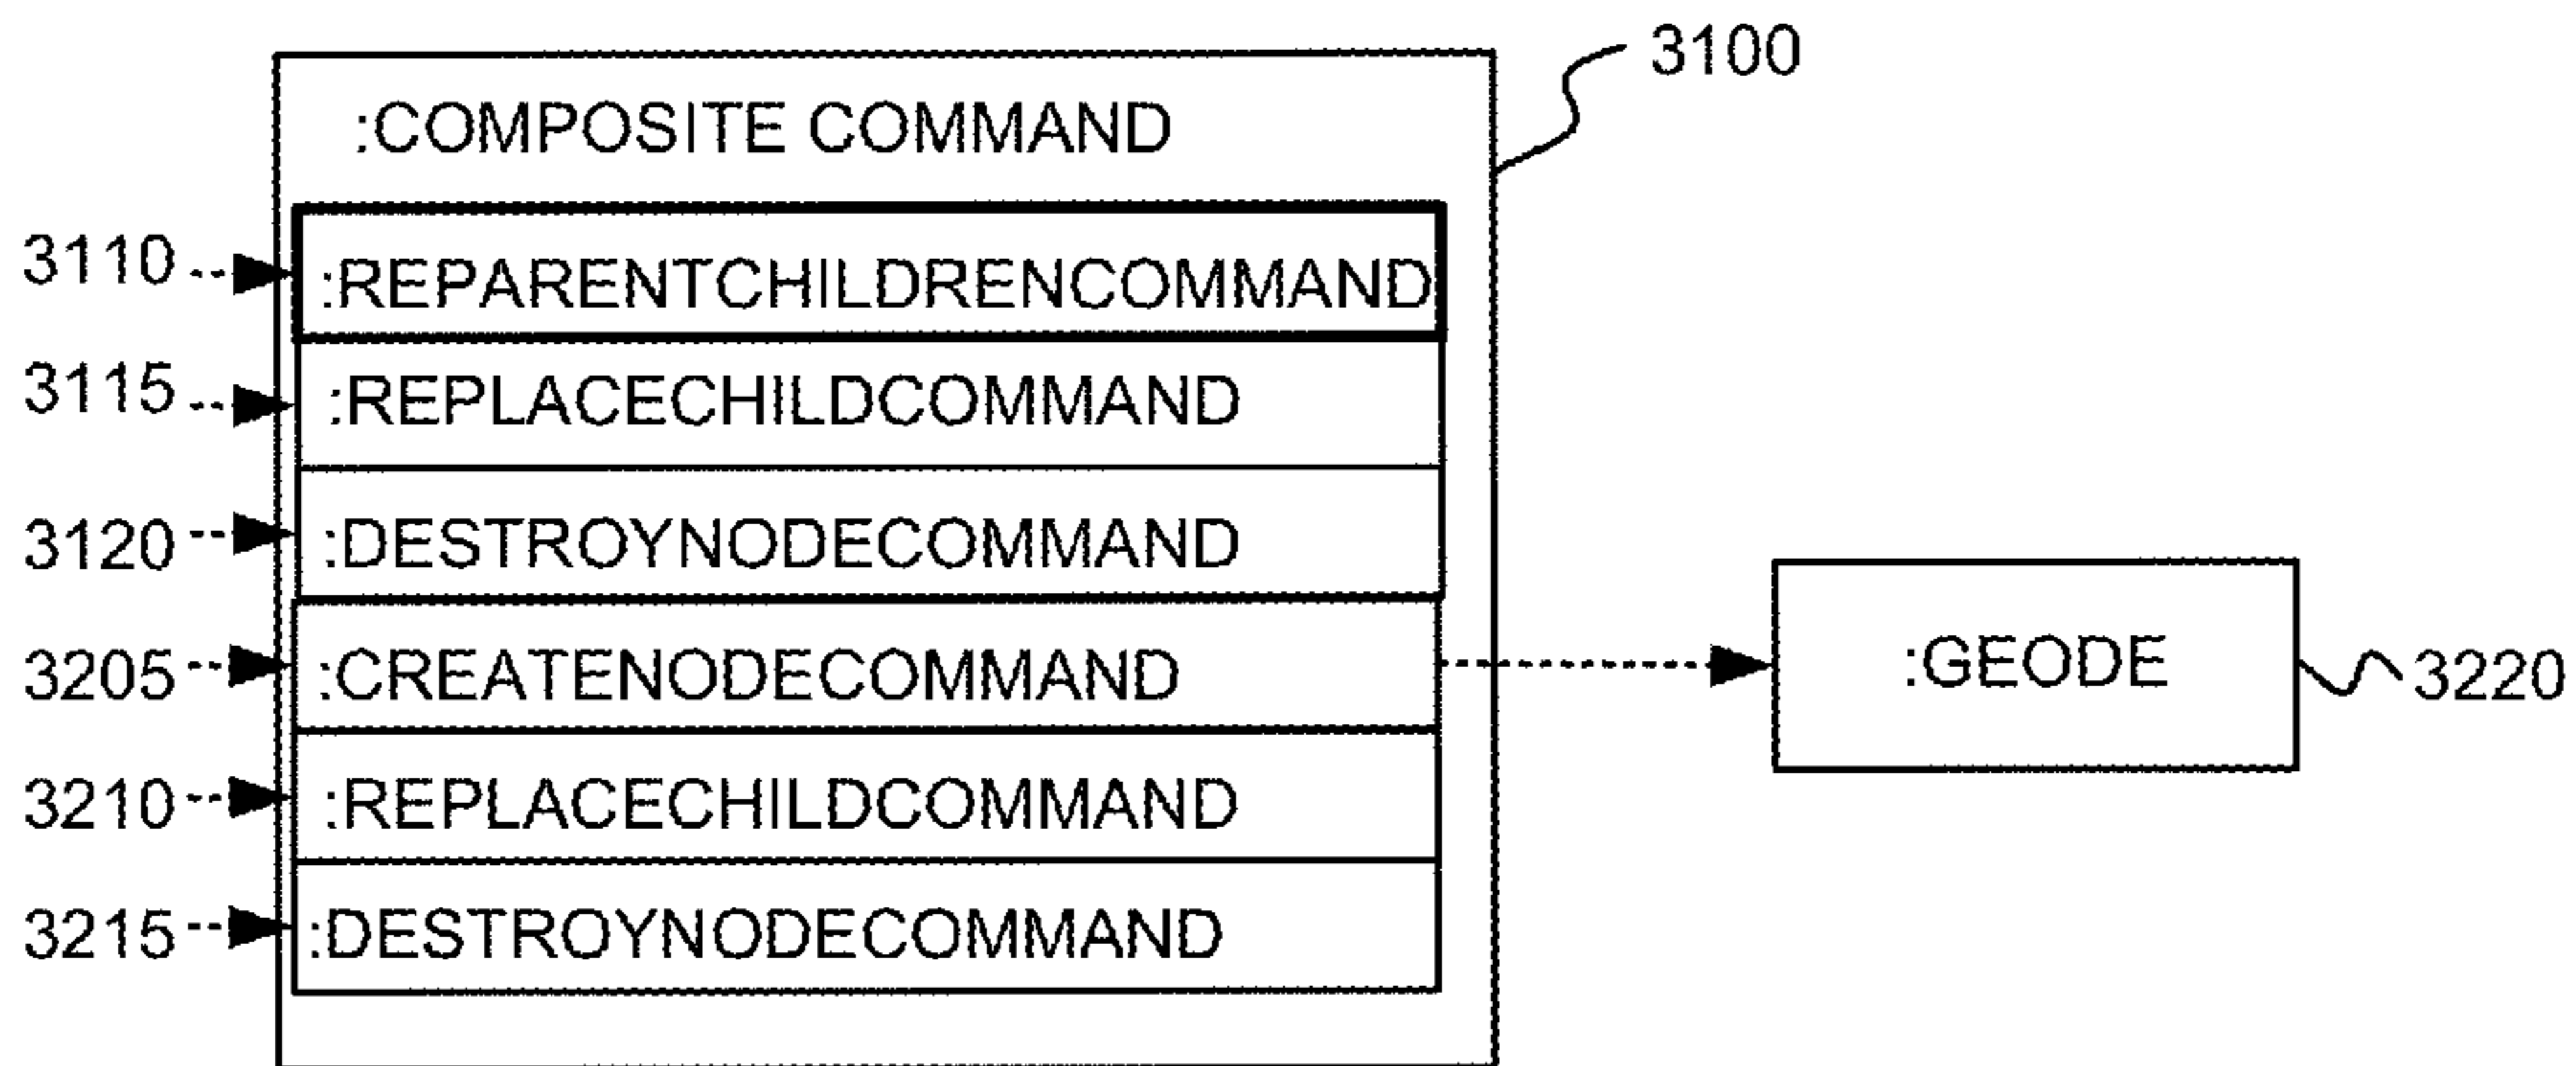 3100
:COMPOSITE COMMAND
3110
:REPARENTCHILDRENCOMMAND
3115
:REPLACECHILDCOMMAND
3120
:DESTROYNODECOMMAND
3205
:CREATENODECOMMAND
:GEODE
3220
3210
:REPLACECHILDCOMMAND
3215
:DESTROYNODECOMMAND